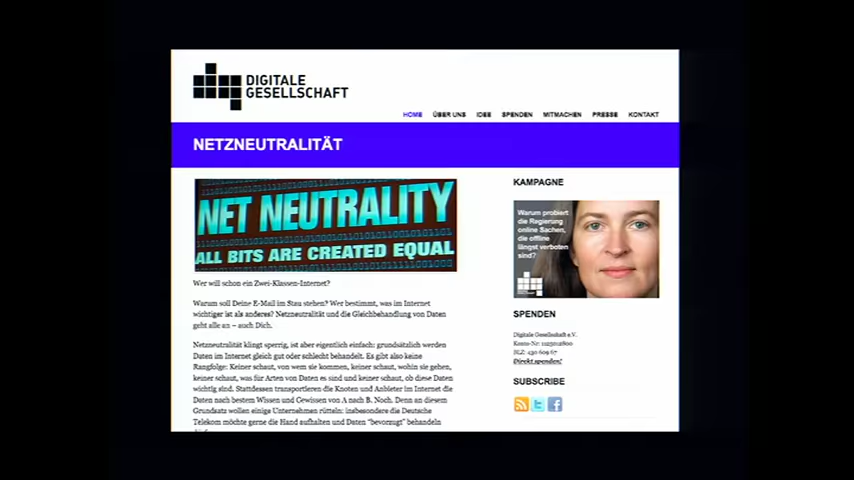 DIGITALE
GESELLSCHAFT
HOME ÜBER UNS IDEE SPENDEN MITMACHEN PRESSE KONTAKT
NETZNEUTRALITÄT
NET NEUTRALITY
ALL BITS ARE CREATED EQUAL
Wer will schon ein Zwei-Klassen-Internet?
Warum soll Deine E-Mail im Stau stehen? Wer bestimmt, was im Internet
wichtiger ist als anderes? Netzneutralität und die Gleichbehandlung von Daten
geht alle an – auch Dich.
Netzneutralität klingt sperrig, ist aber eigentlich einfach: grundsätzlich werden
Daten im Internet gleich gut oder schlecht behandelt. Es gibt also keine
Rangfolge: Keiner schaut, von wem sie kommen, keiner schaut, wohin sie gehen,
keiner schaut, was für Arten von Daten es sind und keiner schaut, ob diese Daten
wichtig sind. Stattdessen transportieren die Knoten und Anbieter im Internet die
Daten nach bestem Wissen und Gewissen von A nach B. Noch. Denn an diesem
Grundsatz wollen einige Unternehmen rütteln: insbesondere die Deutsche
Telekom möchte gerne die Hand aufhalten und Daten "bevorzugt" behandeln
KAMPAGNE
Warum probiert
die Regierung
online Sachen,
die offline
längst verboten
sind?
SPENDEN
Digitale Gesellschaft e.V.
Konto-Nr:
BLZ: 430 609 67
Direkt spenden!
SUBSCRIBE